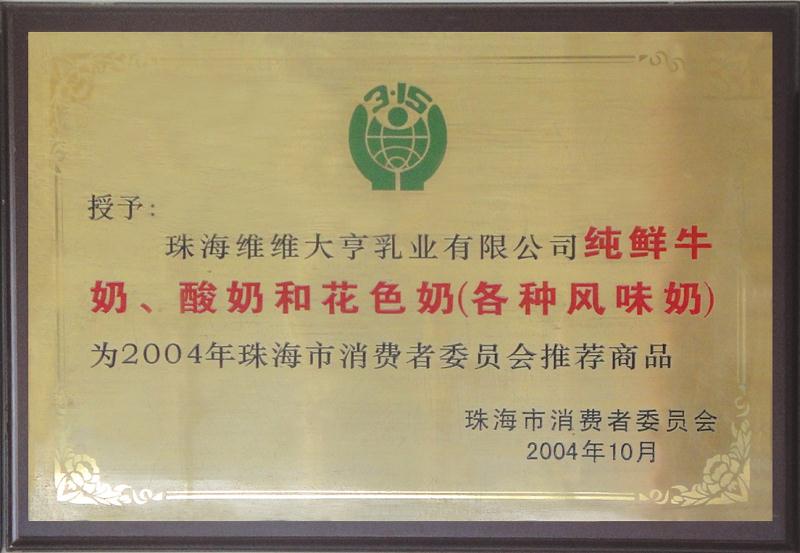 3·15
授予：
珠海维维大亨乳业有限公司纯鲜牛
奶、酸奶和花色奶(各种风味奶)
为2004年珠海市消费者委员会推荐商品
珠海市消费者委员会
2004年10月